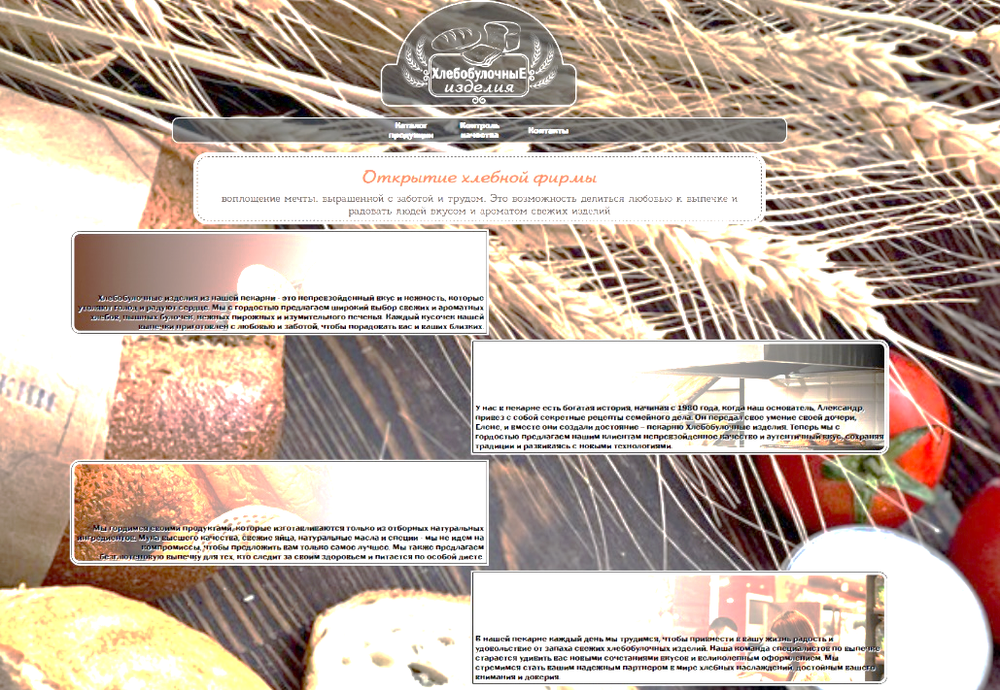 ХлебобулочныЕ
изделия
Каталог
продукции
Контроль
качества
Контакты
Открытие хлебной фирмы
воплощение мечты, выращенной с заботой и трудом. Это возможность делиться любовью к выпечке и
радовать людей вкусом и ароматом свежих изделий
Хлебобулочные изделия из нашей пекарни - это непревзойденный вкус и нежность, которые
утоляют голод и радуют сердце. Мы с гордостью предлагаем широкий выбор свежих и ароматных
хлебов, пышных булочек, нежных пирожных и изумительного печенья. Каждый кусочек нашей
выпечки приготовлен с любовью и заботой, чтобы порадовать вас и ваших близких.
У нас в пекарне есть богатая история, начиная с 1980 года, когда наш основатель, Александр,
привез с собой секретные рецепты семейного дела. Он передал свое умение своей дочери,
Елене, и вместе они создали достояние – пекарню Хлебобулочные изделия. Теперь мы с
гордостью предлагаем нашим клиентам непревзойденное качество и аутентичный вкус, сохраняя
традиции и развиваясь с новыми технологиями.
Мы гордимся своими продуктами, которые изготавливаются только из отборных натуральных
ингредиентов. Мука высшего качества, свежие яйца, натуральные масла и специи - мы не идем на
компромиссы, чтобы предложить вам только самое лучшее. Мы также предлагаем
безглютеновую выпечку для тех, кто следит за своим здоровьем и питается по особой диете.
В нашей пекарне каждый день мы трудимся, чтобы привнести в вашу жизнь радость и
удовольствие от запаха свежих хлебобулочных изделий. Наша команда специалистов по выпечке
старается удивить вас новыми сочетаниями вкусов и великолепным оформлением. Мы
стремимся стать вашим надежным партнером в мире хлебных наслаждений, достойным вашего
внимания и доверия.